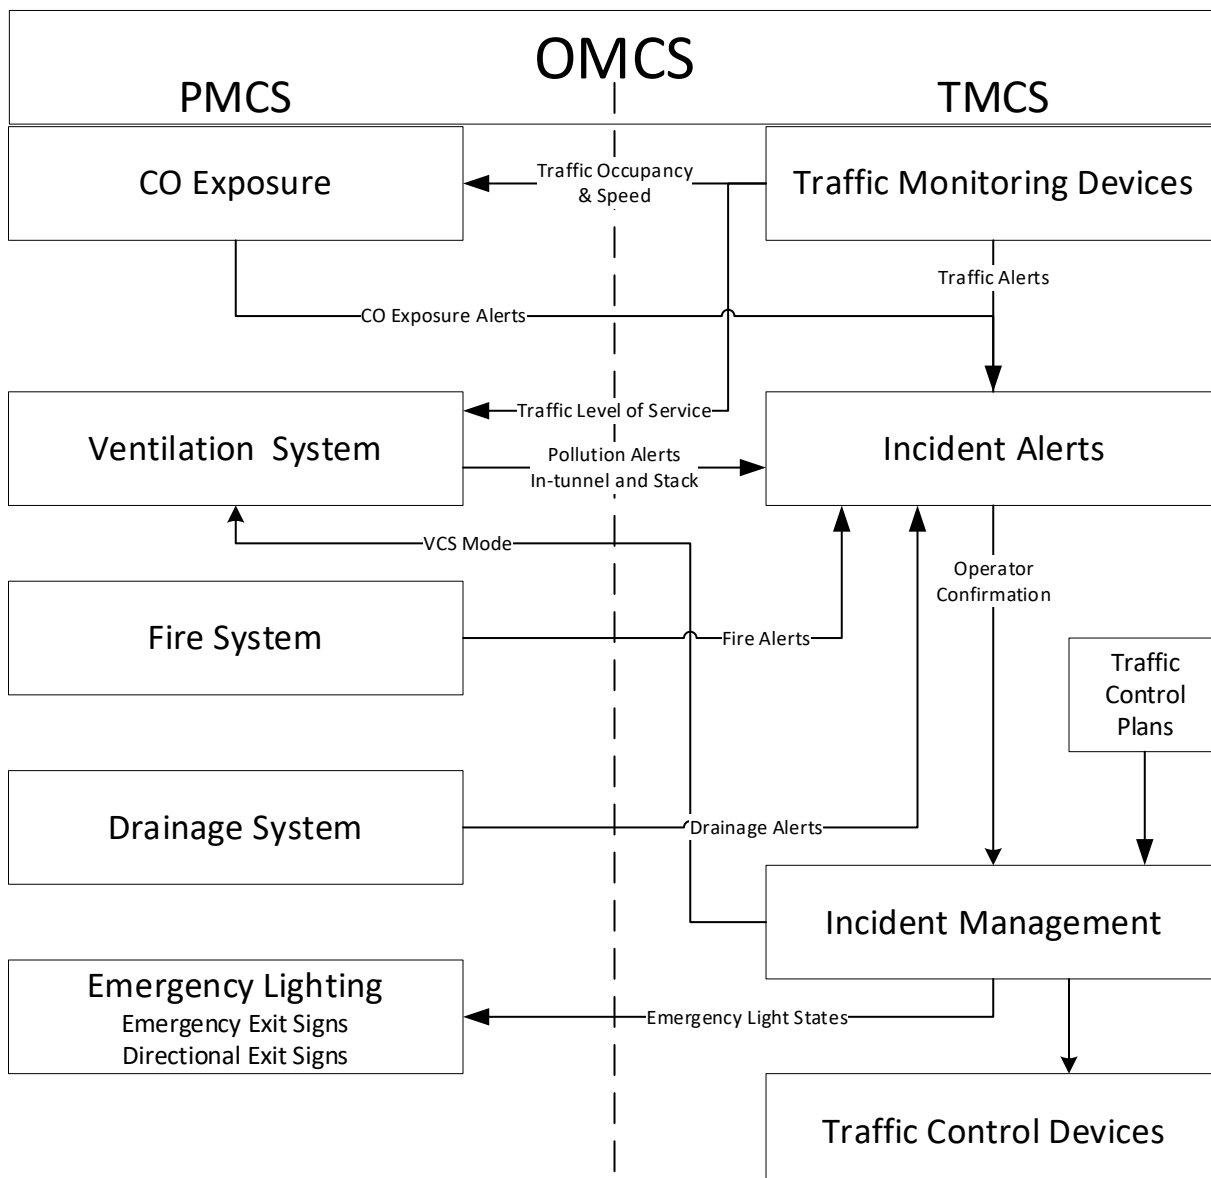 OMCS
PMCS
TMCS
CO Exposure
Traffic Occupancy
& Speed
Traffic Monitoring Devices
Traffic Alerts
CO Exposure Alerts
Traffic Level of Service
Ventilation System
Pollution Alerts
In-tunnel and Stack
Incident Alerts
VCS Mode
Operator
Confirmation
Fire System
Fire Alerts
Traffic
Control
Plans
Drainage System
Drainage Alerts
Incident Management
Emergency Lighting
Emergency Exit Signs
Directional Exit Signs
Emergency Light States
Traffic Control Devices